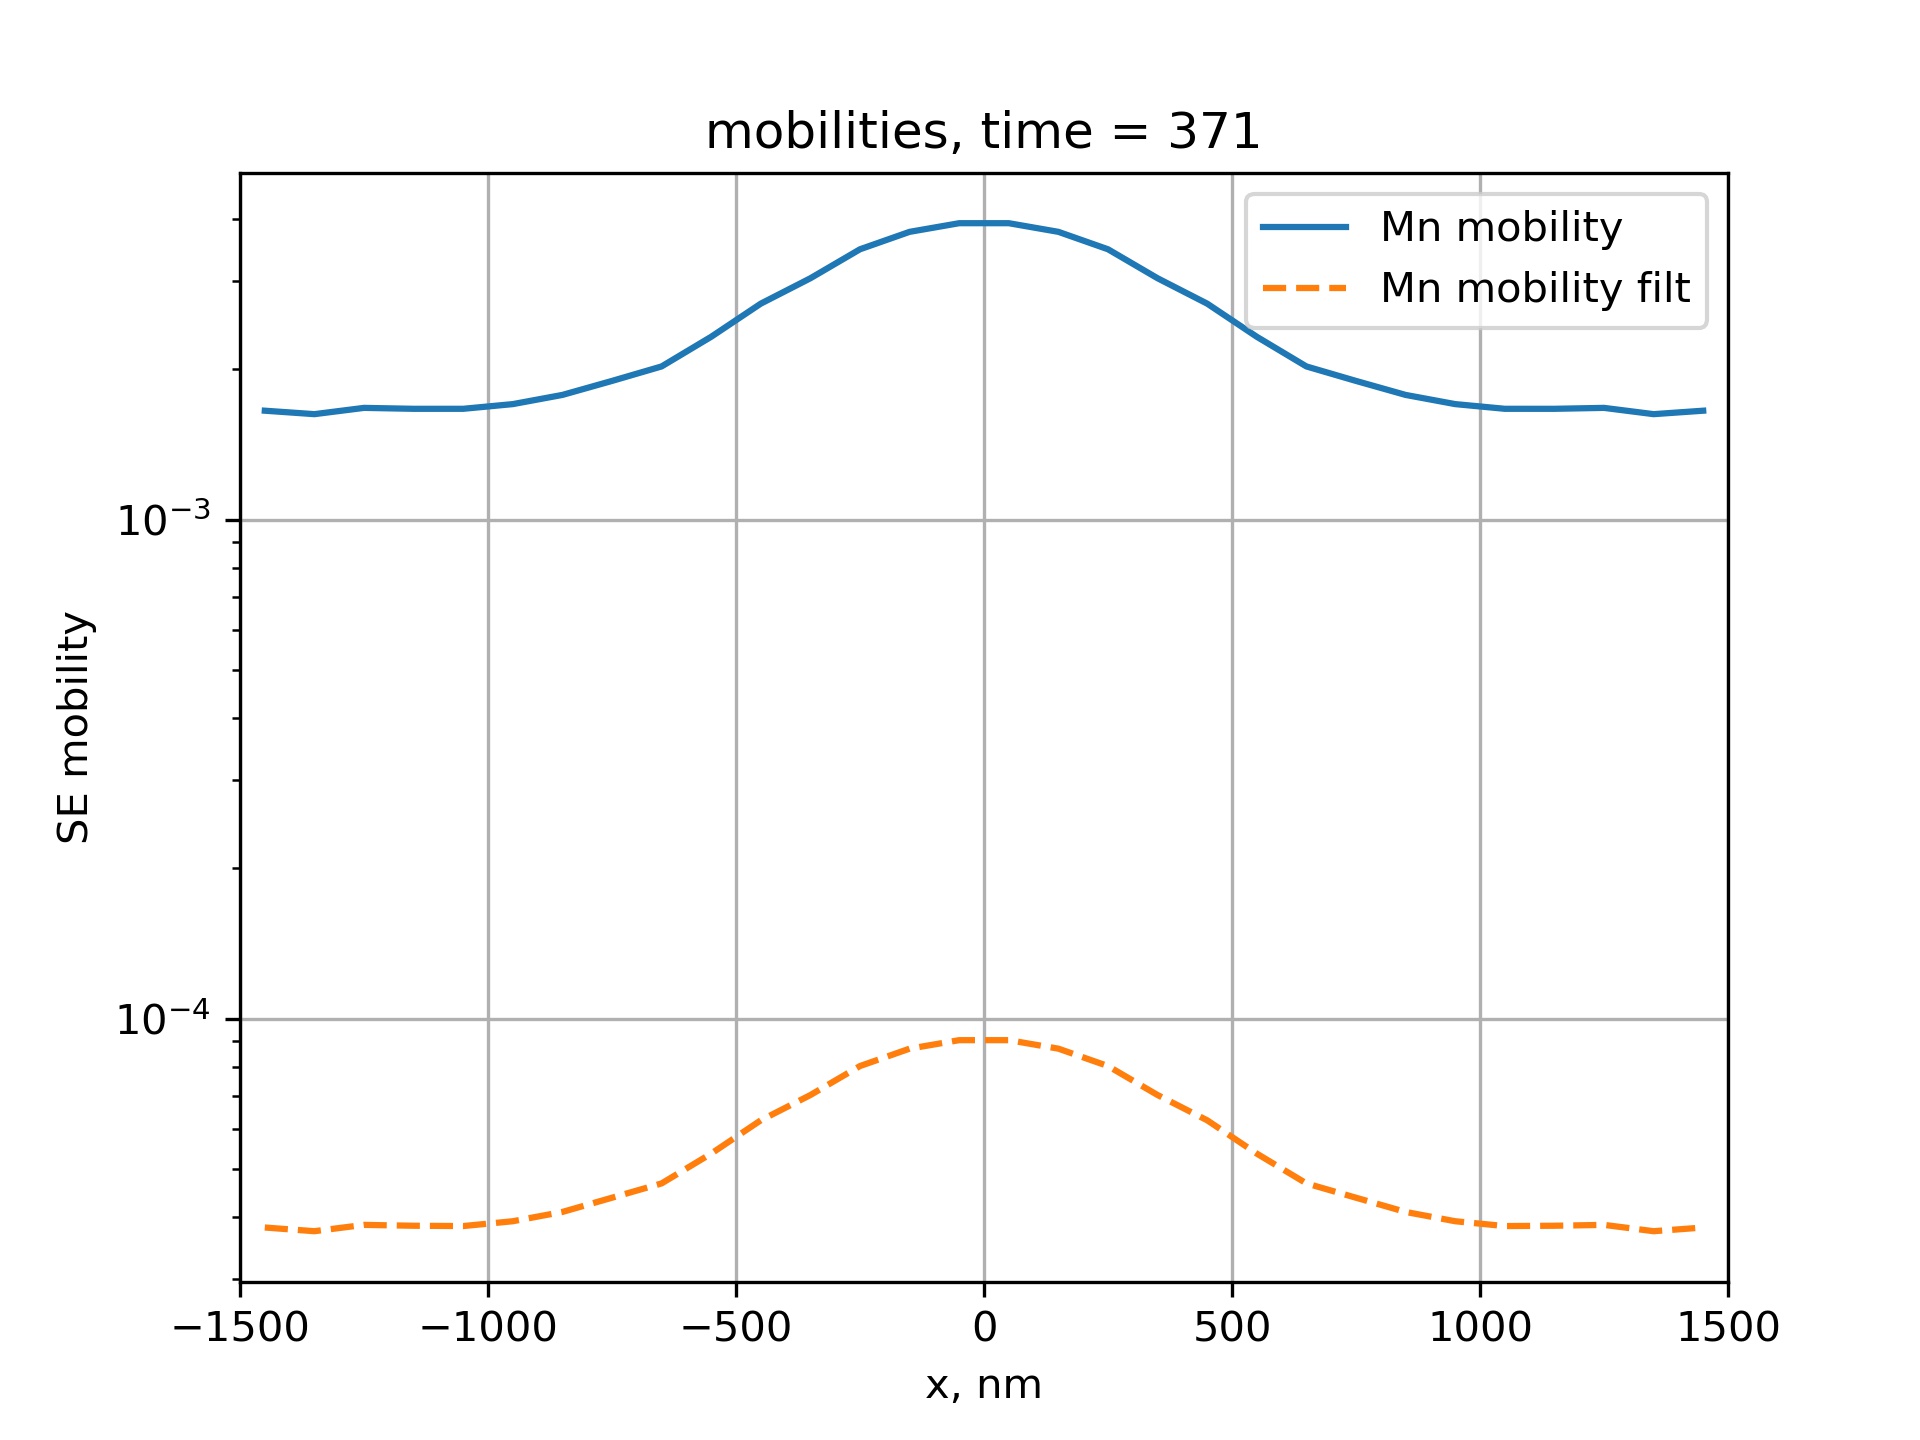 mobilities, time = 371
Mn mobility
Mn mobility filt
SE mobility
10⁻³
10⁻⁴
−1500 −1000 −500 0 500 1000 1500
x, nm